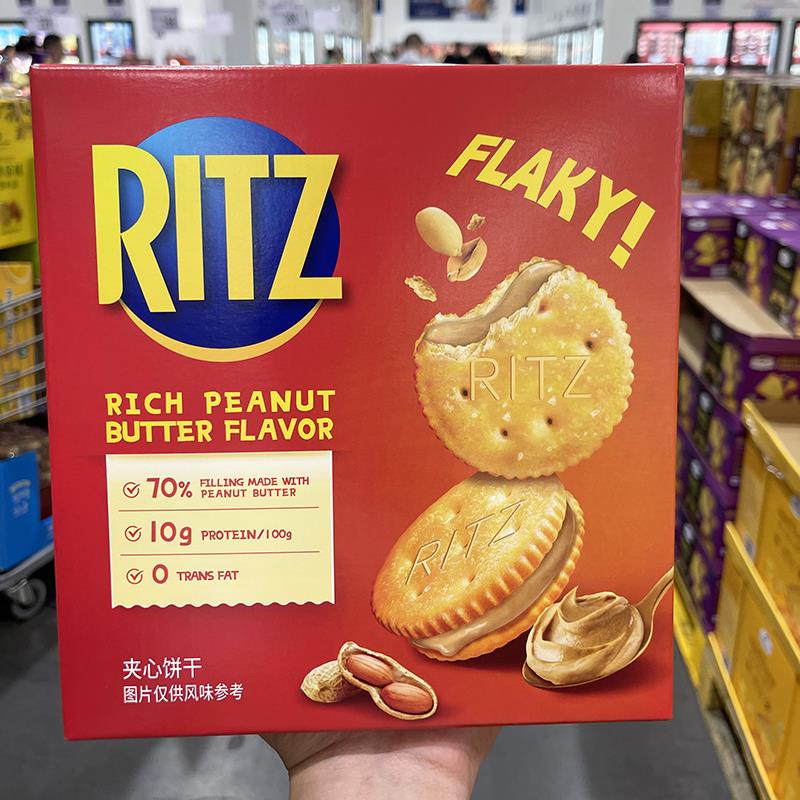 RITZ
FLAKY!
RITZ
RICH PEANUT
BUTTER FLAVOR
70% FILLING MADE WITH
PEANUT BUTTER
10g PROTEIN/100g
0 TRANS FAT
RITZ
夹心饼干
图片仅供风味参考